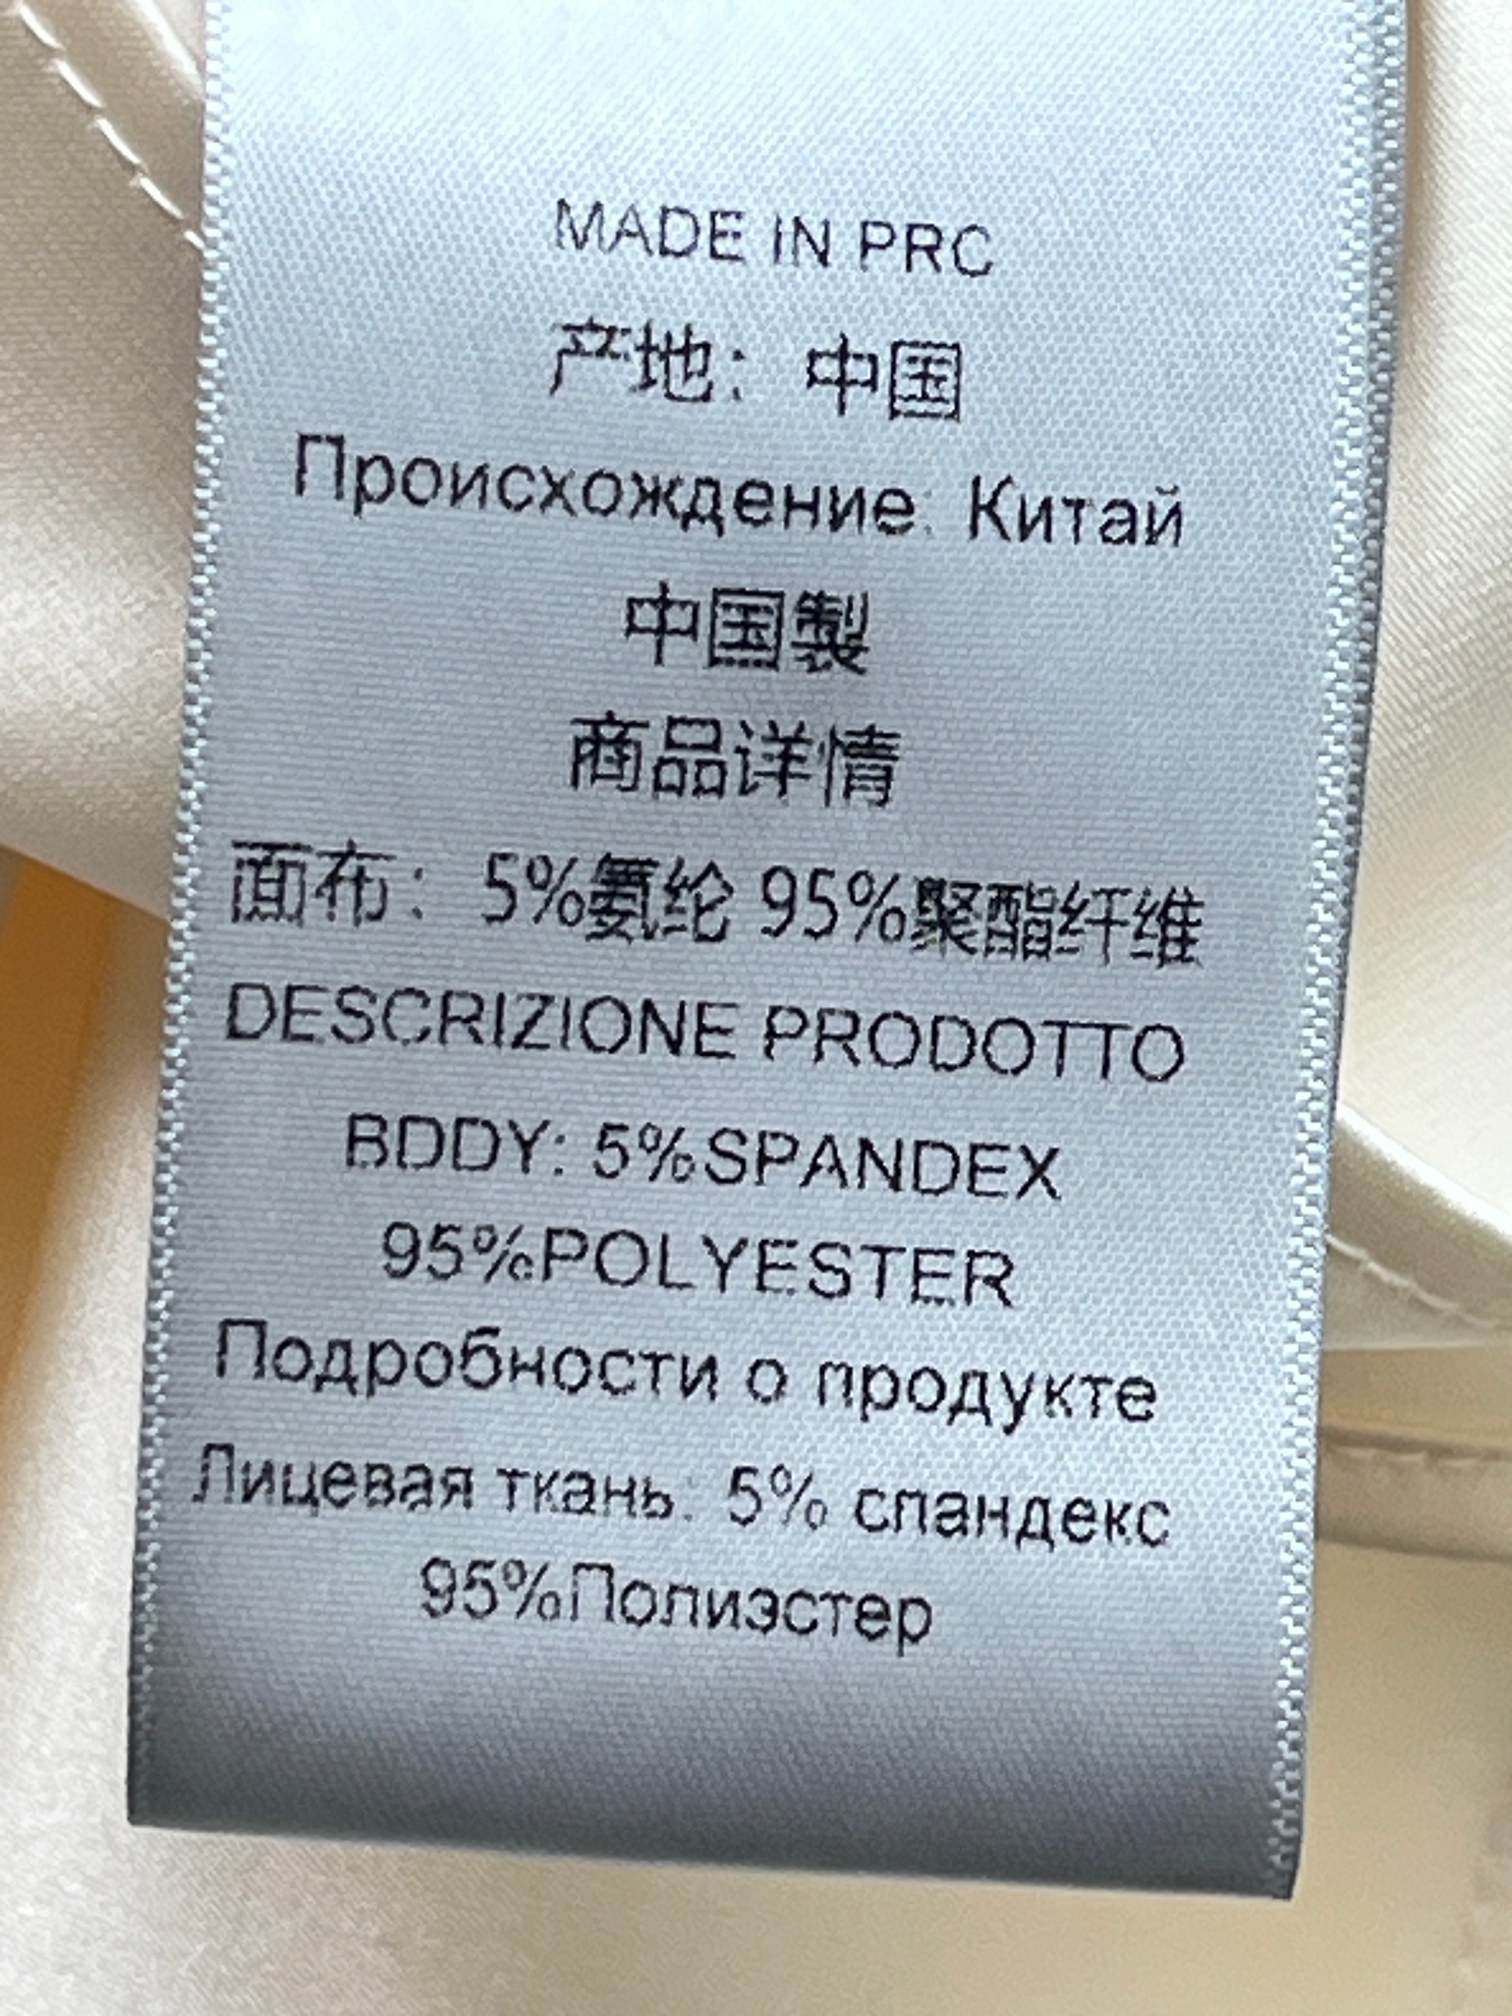 MADE IN PRC
产地：中国
Происхождение: Китай
中国製
商品详情
面布：5%氨纶 95%聚酯纤维
DESCRIZIONE PRODOTTO
BDDY: 5%SPANDEX
95%POLYESTER
Подробности о продукте
Лицевая ткань: 5% спандекс
95%Полиэстер